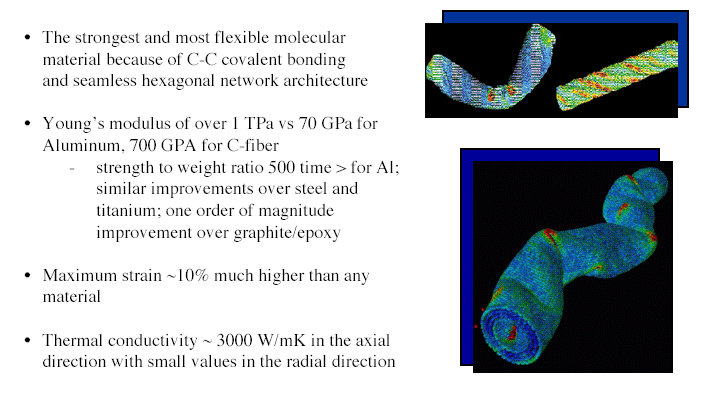 • The strongest and most flexible molecular
material because of C-C covalent bonding
and seamless hexagonal network architecture
• Young's modulus of over 1 TPa vs 70 GPa for
Aluminum, 700 GPA for C-fiber
- strength to weight ratio 500 time > for Al;
similar improvements over steel and
titanium; one order of magnitude
improvement over graphite/epoxy
• Maximum strain ~10% much higher than any
material
• Thermal conductivity ~ 3000 W/mK in the axial
direction with small values in the radial direction